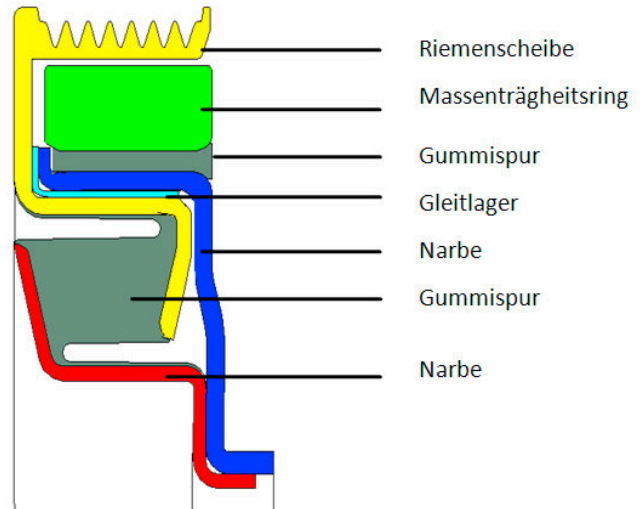 Riemenscheibe
Massenträgheitsring
Gummispur
Gleitlager
Narbe
Gummispur
Narbe